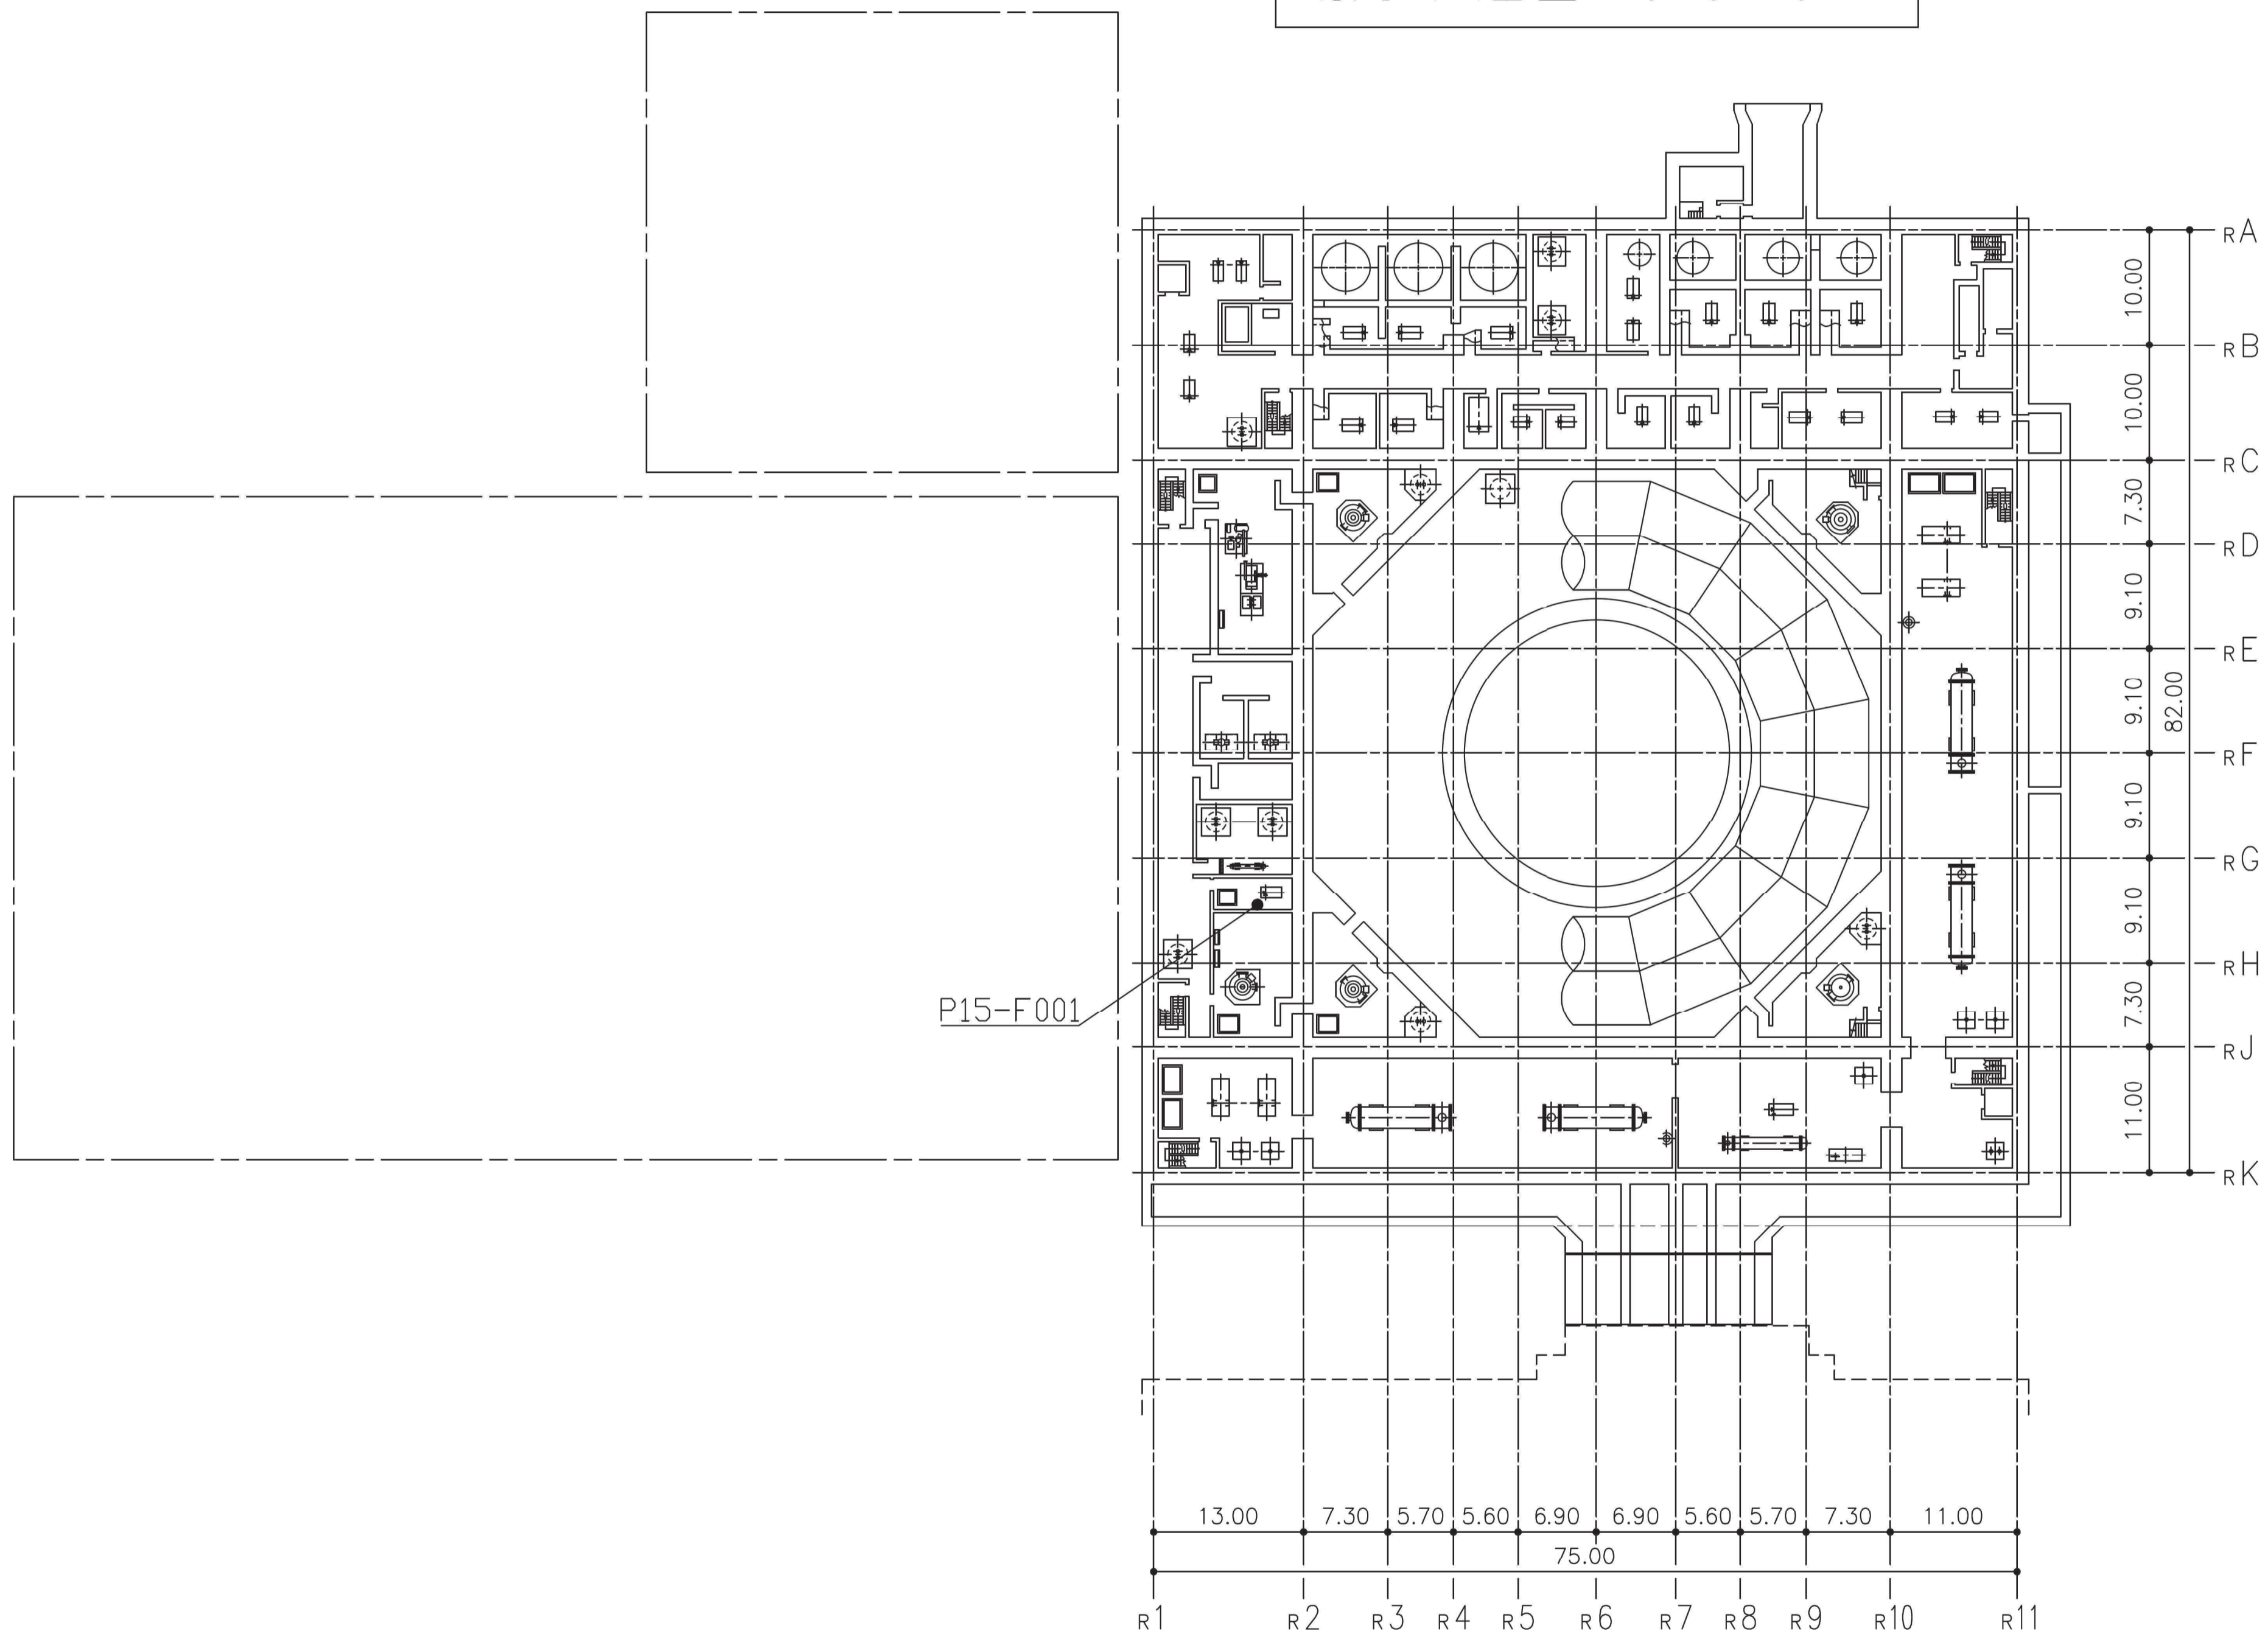 RA
10.00
RB
10.00
RC
7.30
RD
9.10
RE
9.10
82.00
RF
9.10
RG
9.10
RH
7.30
RJ
11.00
RK
P15-F001
13.00 7.30 5.70 5.60 6.90 6.90 5.60 5.70 7.30 11.00
75.00
R1 R2 R3 R4 R5 R6 R7 R8 R9 R10 R11